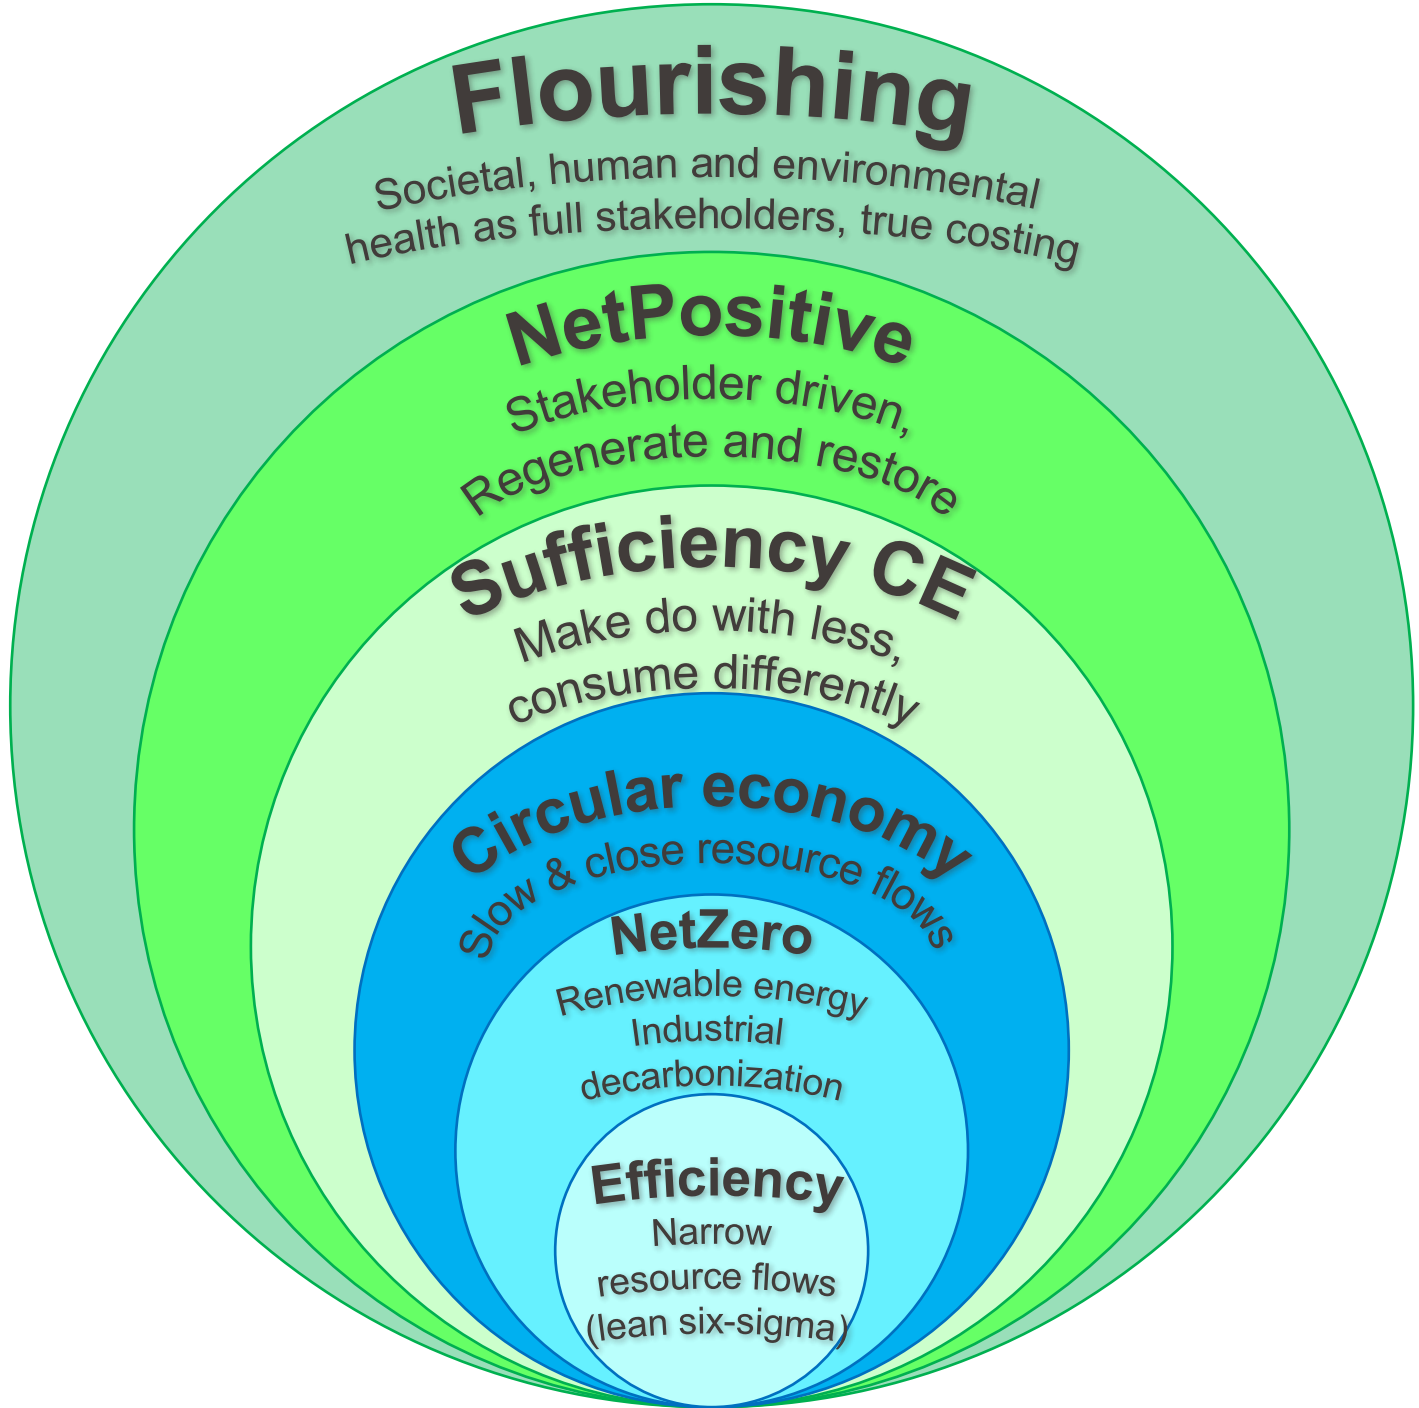 Flourishing
Societal, human and environmental
health as full stakeholders, true costing
NetPositive
Stakeholder driven,
Regenerate and restore
Sufficiency CE
Make do with less,
consume differently
Circular economy
Slow & close resource flows
NetZero
Renewable energy
Industrial
decarbonization
Efficiency
Narrow
resource flows
(lean six-sigma)